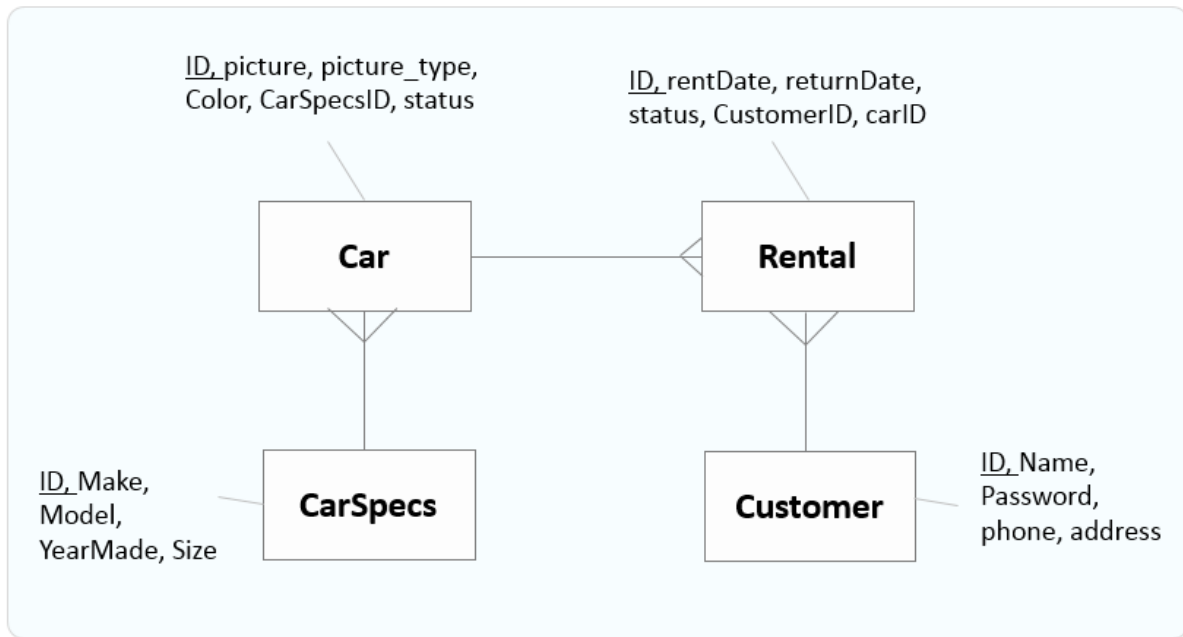 ID, picture, picture_type,
Color, CarSpecsID, status
ID, rentDate, returnDate,
status, CustomerID, carID
Car
Rental
ID, Make,
Model,
YearMade, Size
CarSpecs
Customer
ID, Name,
Password,
phone, address